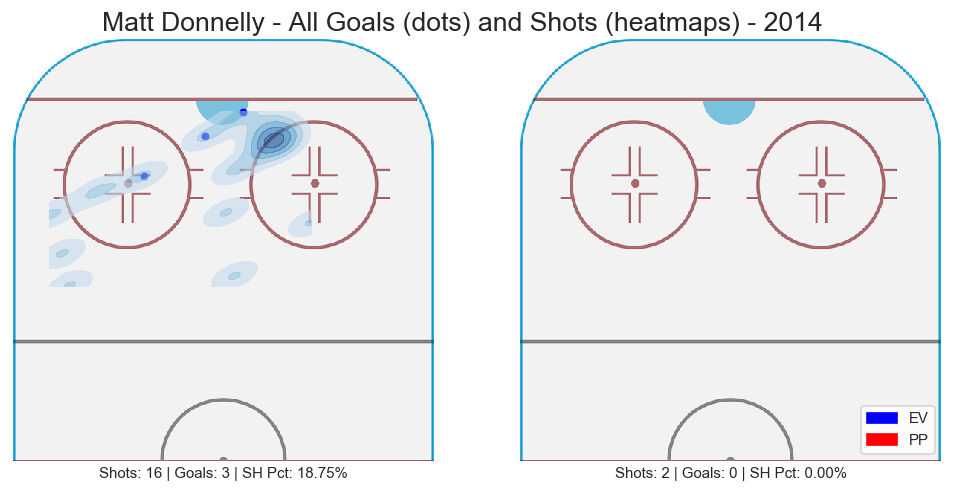 Matt Donnelly - All Goals (dots) and Shots (heatmaps) - 2014
EV
PP
Shots: 16 | Goals: 3 | SH Pct: 18.75%
Shots: 2 | Goals: 0 | SH Pct: 0.00%